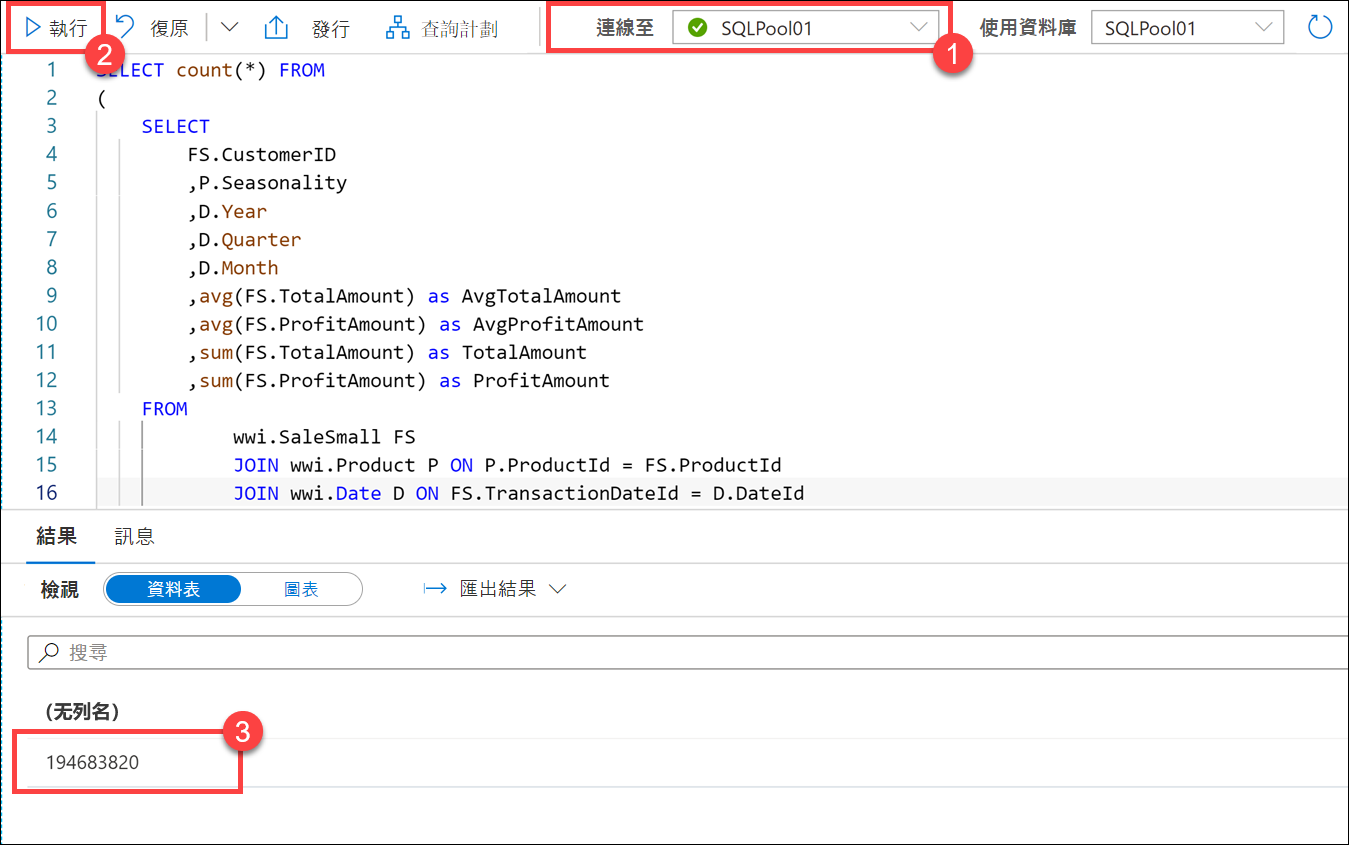 執行 復原 發行 查詢計劃 連線至 SQLPool01 使用資料庫 SQLPool01
2 1
1 SELECT count(*) FROM
2 (
3 SELECT
4 FS.CustomerID
5 ,P.Seasonality
6 ,D.Year
7 ,D.Quarter
8 ,D.Month
9 ,avg(FS.TotalAmount) as AvgTotalAmount
10 ,avg(FS.ProfitAmount) as AvgProfitAmount
11 ,sum(FS.TotalAmount) as TotalAmount
12 ,sum(FS.ProfitAmount) as ProfitAmount
13 FROM
14 wwi.SaleSmall FS
15 JOIN wwi.Product P ON P.ProductId = FS.ProductId
16 JOIN wwi.Date D ON FS.TransactionDateId = D.DateId
結果 訊息
檢視 資料表 圖表 匯出結果
搜尋
(无列名)
3
194683820